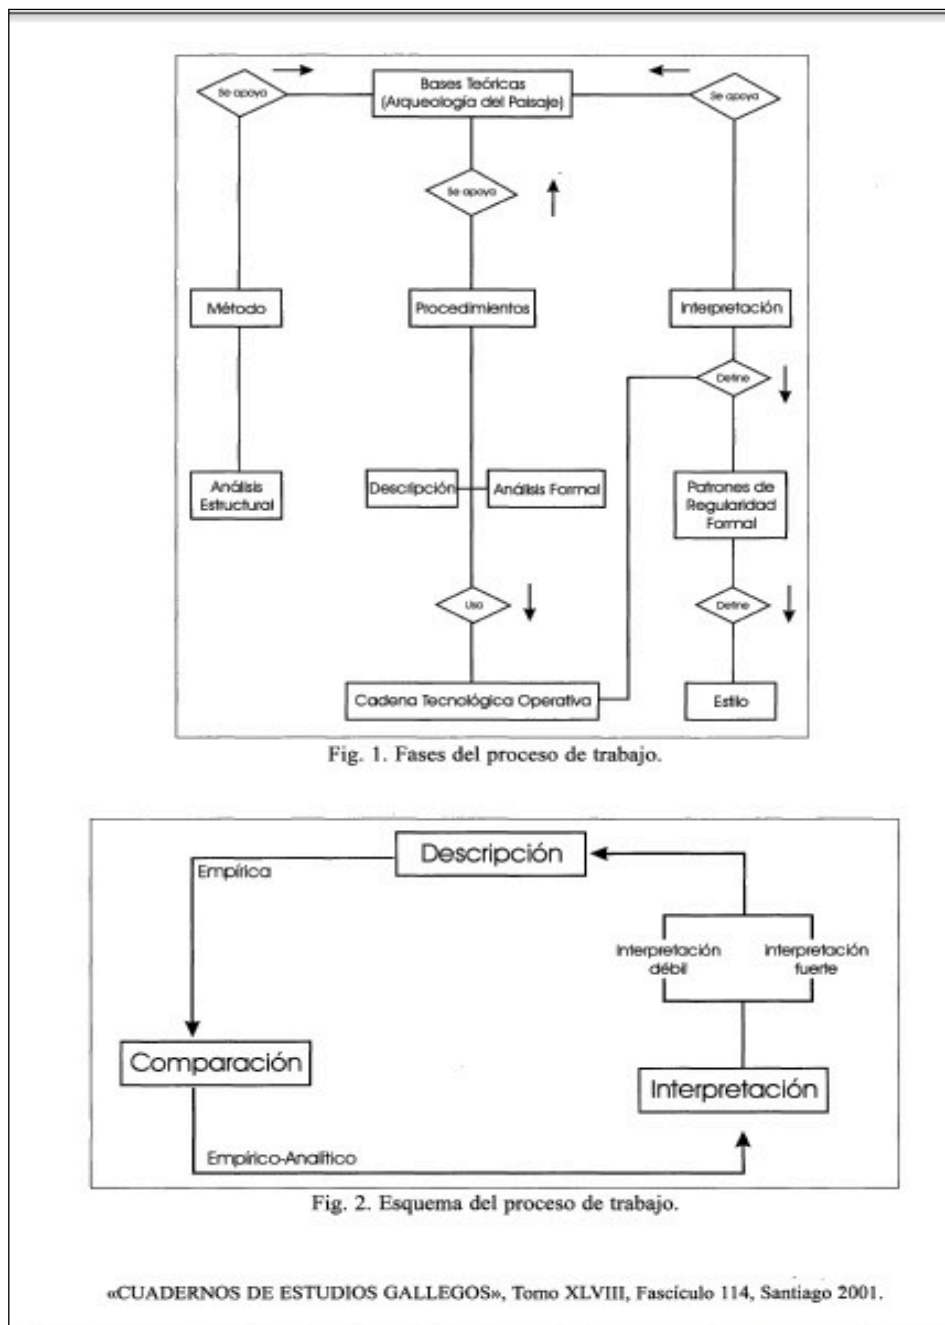 Se apoya
Bases Teóricas
(Arqueología del Paisaje)
Se apoya
Se apoya
Método
Procedimientos
Interpretación
Define
Análisis
Estructural
Descripción
Análisis Formal
Patrones de
Regularidad
Formal
Usa
Define
Cadena Tecnológica Operativa
Estilo
Fig. 1. Fases del proceso de trabajo.
Descripción
Empírica
Interpretación
débil
interpretación
fuerte
Comparación
Interpretación
Empírico-Analítico
Fig. 2. Esquema del proceso de trabajo.
«CUADERNOS DE ESTUDIOS GALLEGOS», Tomo XLVIII, Fascículo 114, Santiago 2001.